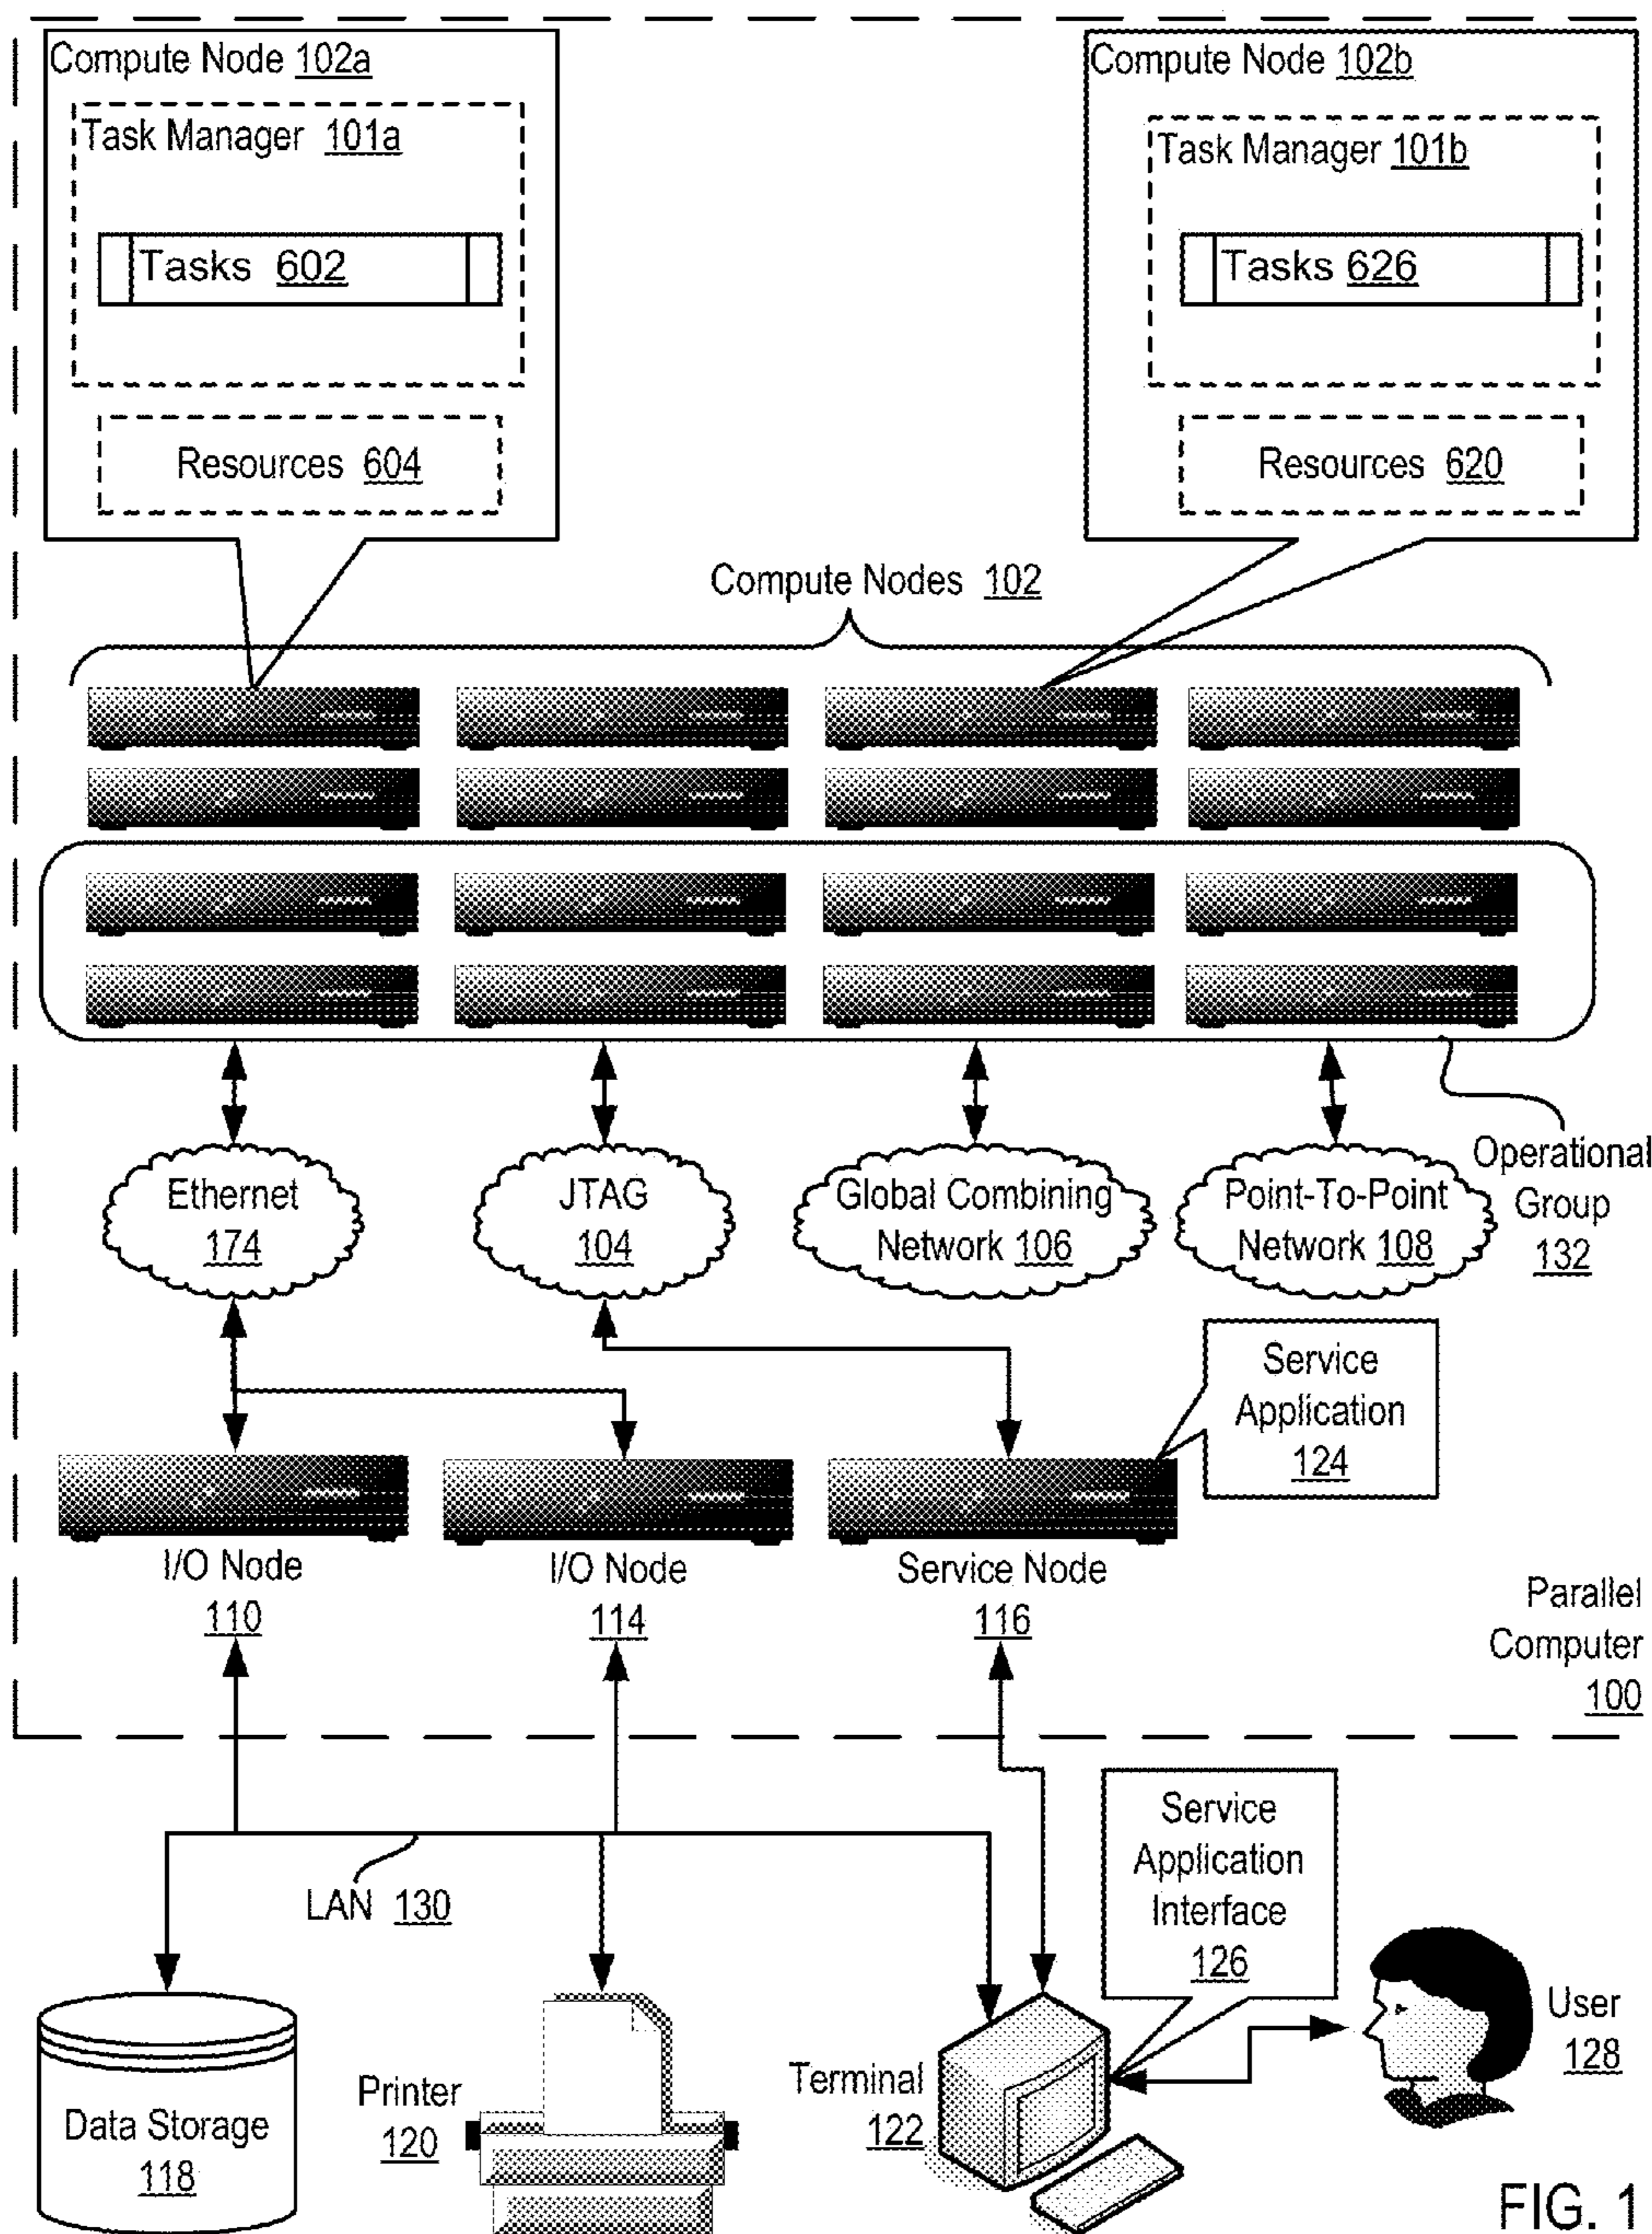 Compute Node 102a
Task Manager 101a
Tasks 602
Resources 604
Compute Node 102b
Task Manager 101b
Tasks 626
Resources 620
Compute Nodes 102
Ethernet
174
JTAG
104
Global Combining
Network 106
Point-To-Point
Network 108
Operational
Group
132
Service
Application
124
I/O Node
110
I/O Node
114
Service Node
116
Parallel
Computer
100
LAN 130
Service
Application
Interface
126
Data Storage
118
Printer
120
Terminal
122
User
128
FIG. 1